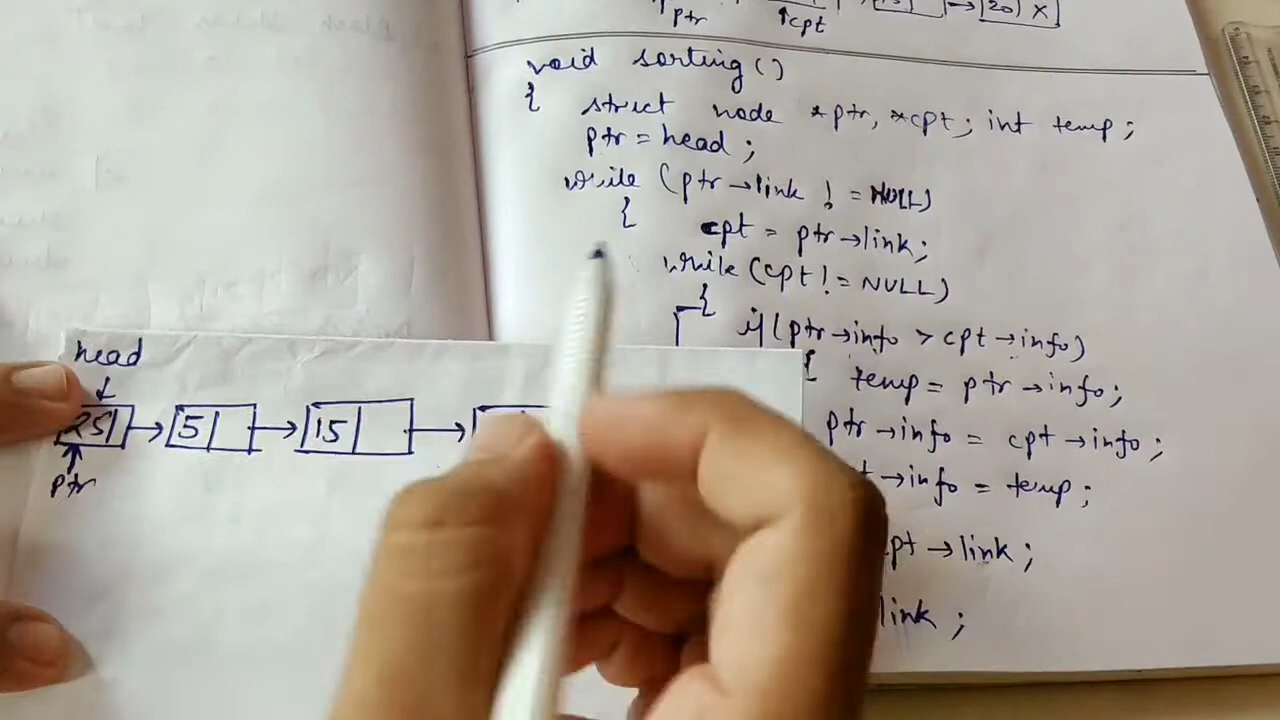 ptr cpt 20 X
void sorting()
{ struct node *ptr, *cpt; int temp;
ptr = head;
while (ptr→link != NULL)
{ cpt = ptr→link;
while (cpt != NULL)
{ if(ptr→info > cpt→info)
{ temp = ptr→info;
ptr→info = cpt→info;
→info = temp;
pt→link;
link;
head
25 → 5 → 15 →
ptr